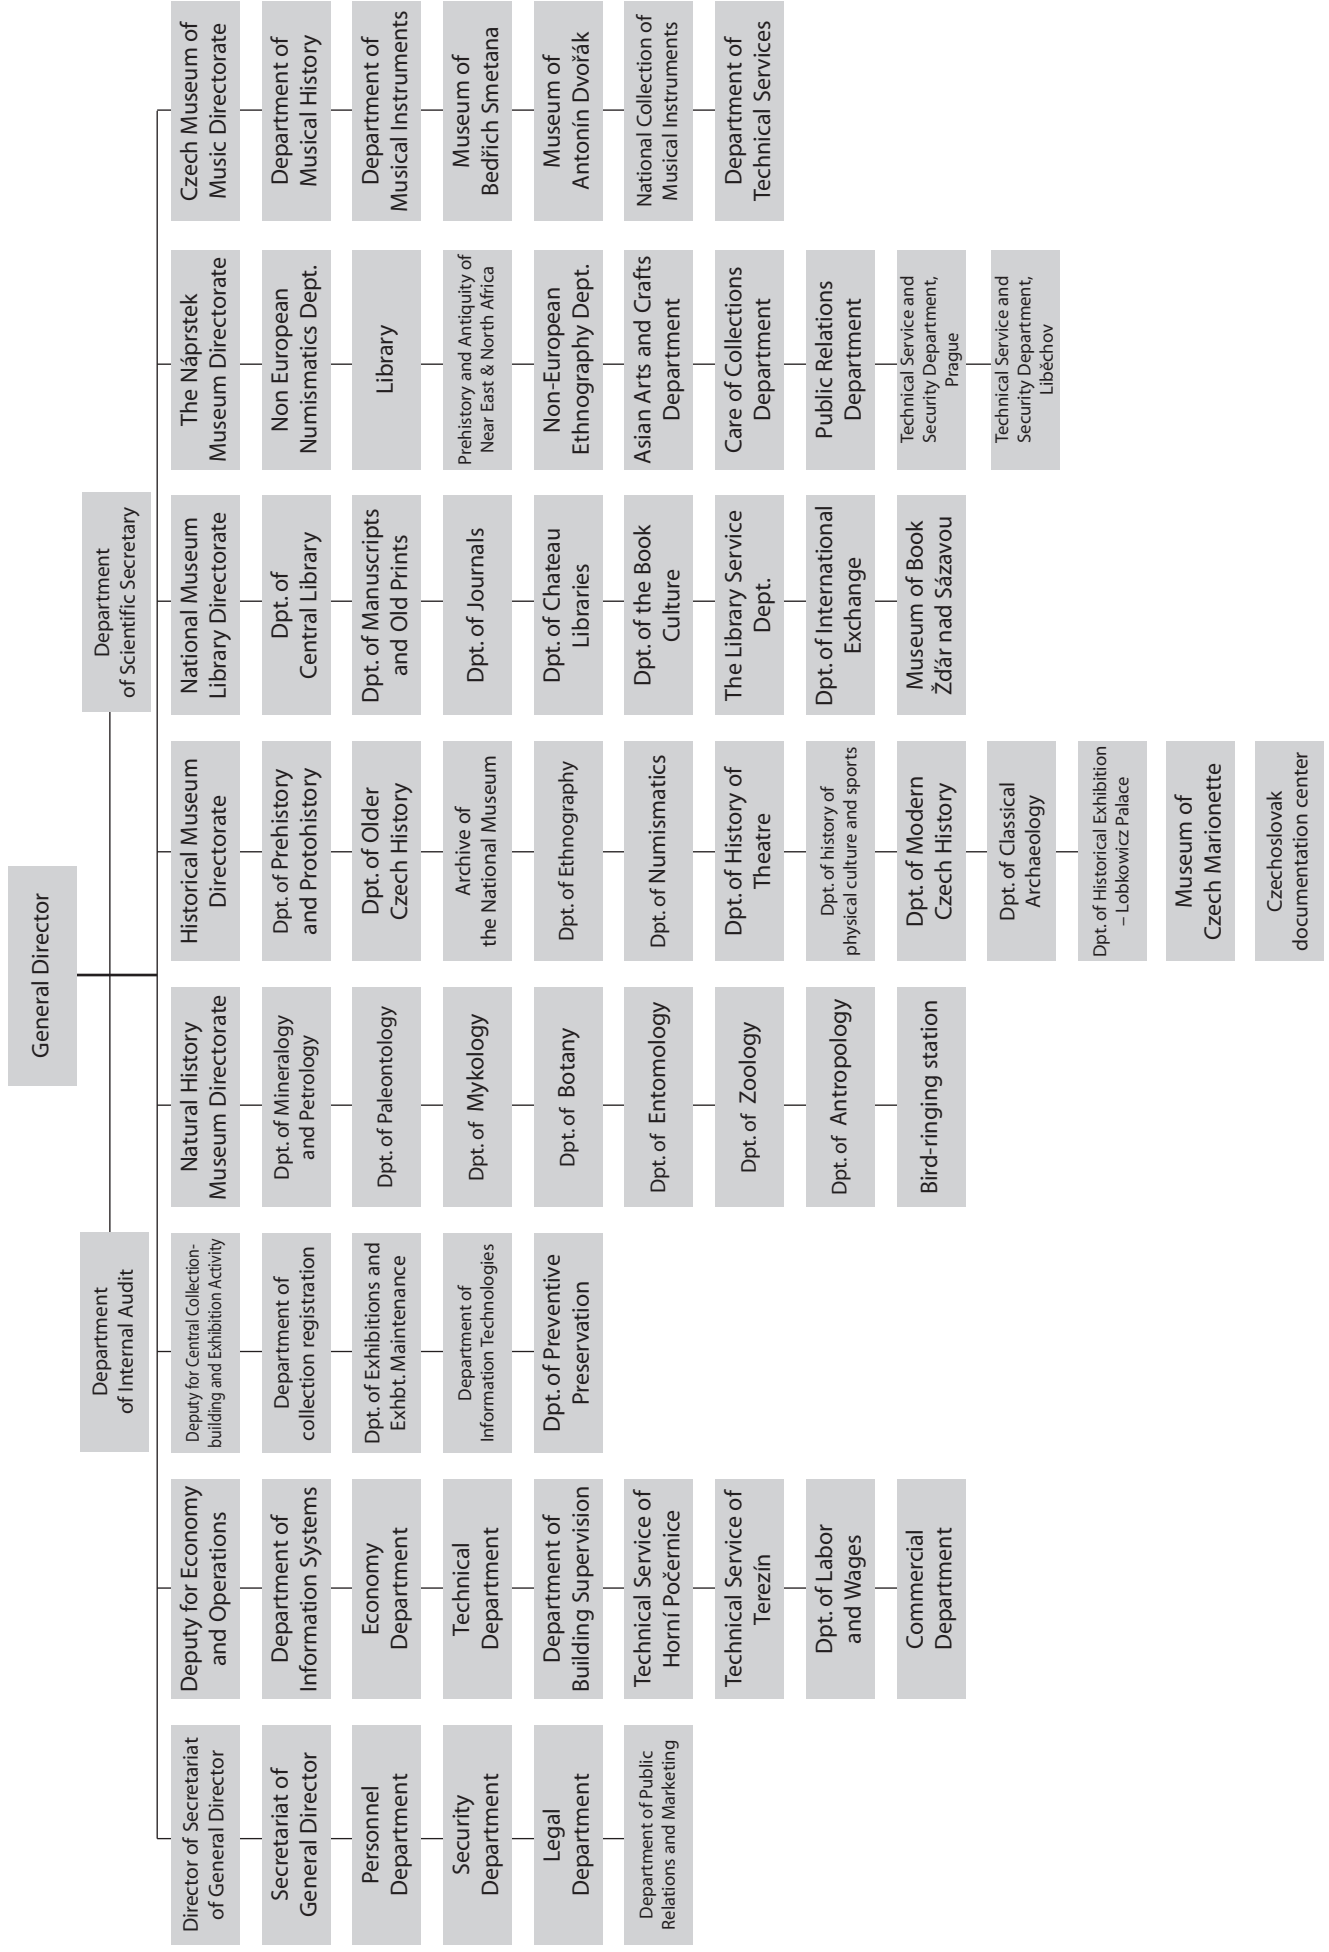 General Director
Department
of Internal Audit
Department
of Scientific Secretary
Director of Secretariat
of General Director
Secretariat of
General Director
Personnel
Department
Security
Department
Legal
Department
Department of Public
Relations and Marketing
Deputy for Economy
and Operations
Department of
Information Systems
Economy
Department
Technical
Department
Department of
Building Supervision
Technical Service of
Horní Počernice
Technical Service of
Terezín
Dpt. of Labor
and Wages
Commercial
Department
Deputy for Central Collection-
building and Exhibition Activity
Department of
collection registration
Dpt. of Exhibitions and
Exhbt. Maintenance
Department of
Information Technologies
Dpt. of Preventive
Preservation
Natural History
Museum Directorate
Dpt. of Mineralogy
and Petrology
Dpt. of Paleontology
Dpt. of Mykology
Dpt. of Botany
Dpt. of Entomology
Dpt. of Zoology
Dpt. of Antropology
Bird-ringing station
Historical Museum
Directorate
Dpt. of Prehistory
and Protohistory
Dpt. of Older
Czech History
Archive of
the National Museum
Dpt. of Ethnography
Dpt. of Numismatics
Dpt. of History of
Theatre
Dpt. of history of
physical culture and sports
Dpt. of Modern
Czech History
Dpt. of Classical
Archaeology
Dpt. of Historical Exhibition
– Lobkowicz Palace
Museum of
Czech Marionette
Czechoslovak
documentation center
National Museum
Library Directorate
Dpt. of
Central Library
Dpt. of Manuscripts
and Old Prints
Dpt. of Journals
Dpt. of Chateau
Libraries
Dpt. of the Book
Culture
The Library Service
Dept.
Dpt. of International
Exchange
Museum of Book
Žďár nad Sázavou
The Náprstek
Museum Directorate
Non European
Numismatics Dept.
Library
Prehistory and Antiquity of
Near East & North Africa
Non-European
Ethnography Dept.
Asian Arts and Crafts
Department
Care of Collections
Department
Public Relations
Department
Technical Service and
Security Department,
Prague
Technical Service and
Security Department,
Liběchov
Czech Museum of
Music Directorate
Department of
Musical History
Department of
Musical Instruments
Museum of
Bedřich Smetana
Museum of
Antonín Dvořák
National Collection of
Musical Instruments
Department of
Technical Services